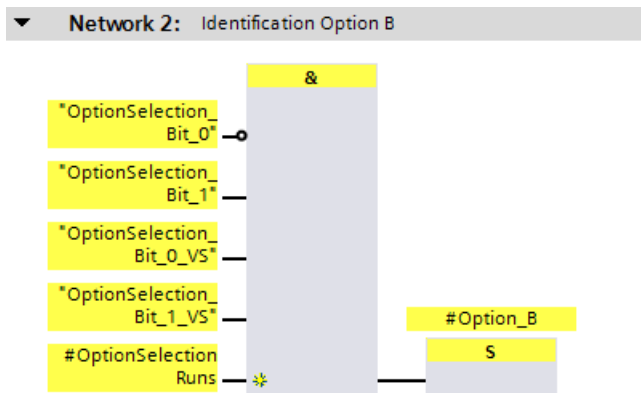 Network 2: Identification Option B
&
"OptionSelection_
Bit_0"
"OptionSelection_
Bit_1"
"OptionSelection_
Bit_0_VS"
"OptionSelection_
Bit_1_VS"
#Option_B
#OptionSelection
Runs
S